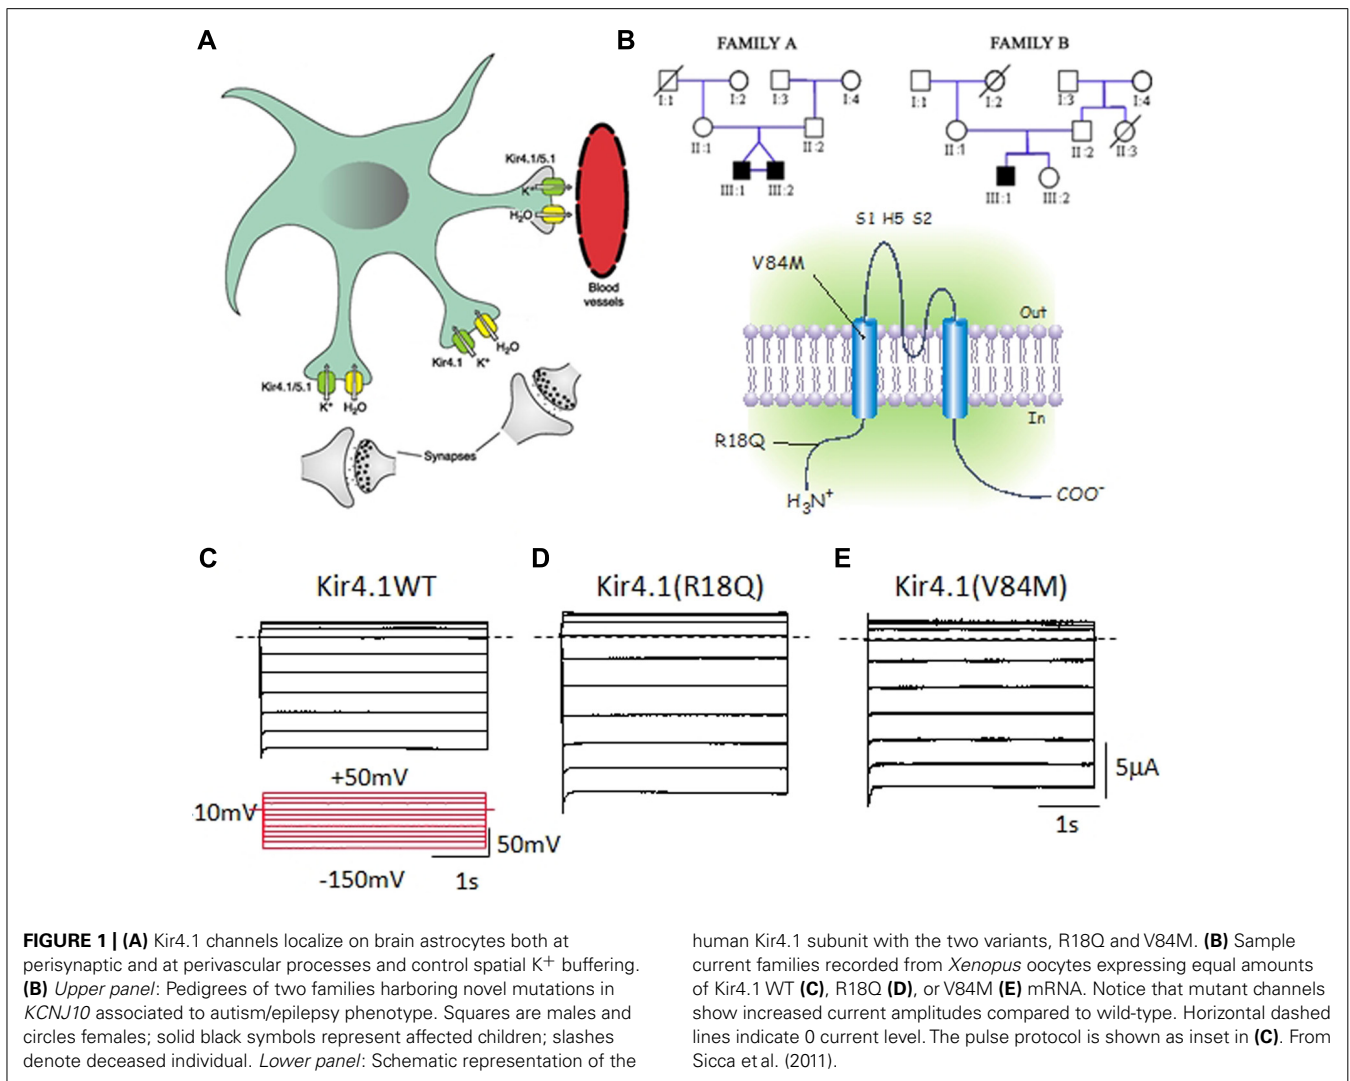 A
Kir4.1/5.1
K+
H2O
Blood
vessels
Kir4.1
K+
H2O
Kir4.1/5.1
K+
H2O
Synapses
B
FAMILY A
FAMILY B
I:1
I:2
I:3
I:4
II:1
II:2
III:1
III:2
I:1
I:2
I:3
I:4
II:1
II:2
II:3
III:1
III:2
S1 H5 S2
V84M
Out
In
R18Q
H3N+
COO-
C
Kir4.1WT
+50mV
10mV
50mV
-150mV
1s
D
Kir4.1(R18Q)
E
Kir4.1(V84M)
5μA
1s
FIGURE 1 | (A) Kir4.1 channels localize on brain astrocytes both at
perisynaptic and at perivascular processes and control spatial K+ buffering.
(B) Upper panel: Pedigrees of two families harboring novel mutations in
KCNJ10 associated to autism/epilepsy phenotype. Squares are males and
circles females; solid black symbols represent affected children; slashes
denote deceased individual. Lower panel: Schematic representation of the
human Kir4.1 subunit with the two variants, R18Q and V84M. (B) Sample
current families recorded from Xenopus oocytes expressing equal amounts
of Kir4.1 WT (C), R18Q (D), or V84M (E) mRNA. Notice that mutant channels
show increased current amplitudes compared to wild-type. Horizontal dashed
lines indicate 0 current level. The pulse protocol is shown as inset in (C). From
Sicca et al. (2011).